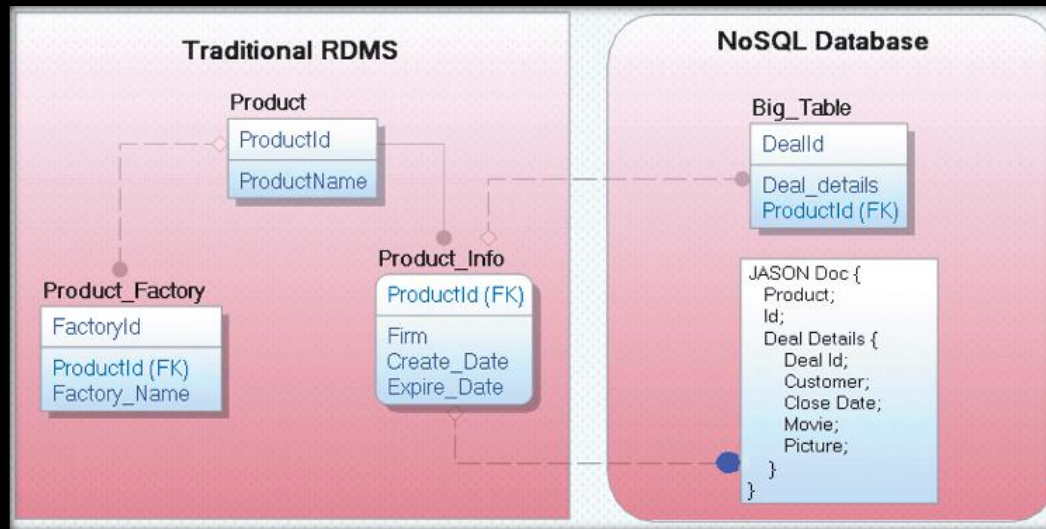 Traditional RDMS
Product
ProductId
ProductName
Product_Factory
FactoryId
ProductId (FK)
Factory_Name
Product_Info
ProductId (FK)
Firm
Create_Date
Expire_Date
NoSQL Database
Big_Table
DealId
Deal_details
ProductId (FK)
JASON Doc {
Product;
Id;
Deal Details {
Deal Id;
Customer;
Close Date;
Movie;
Picture;
}
}